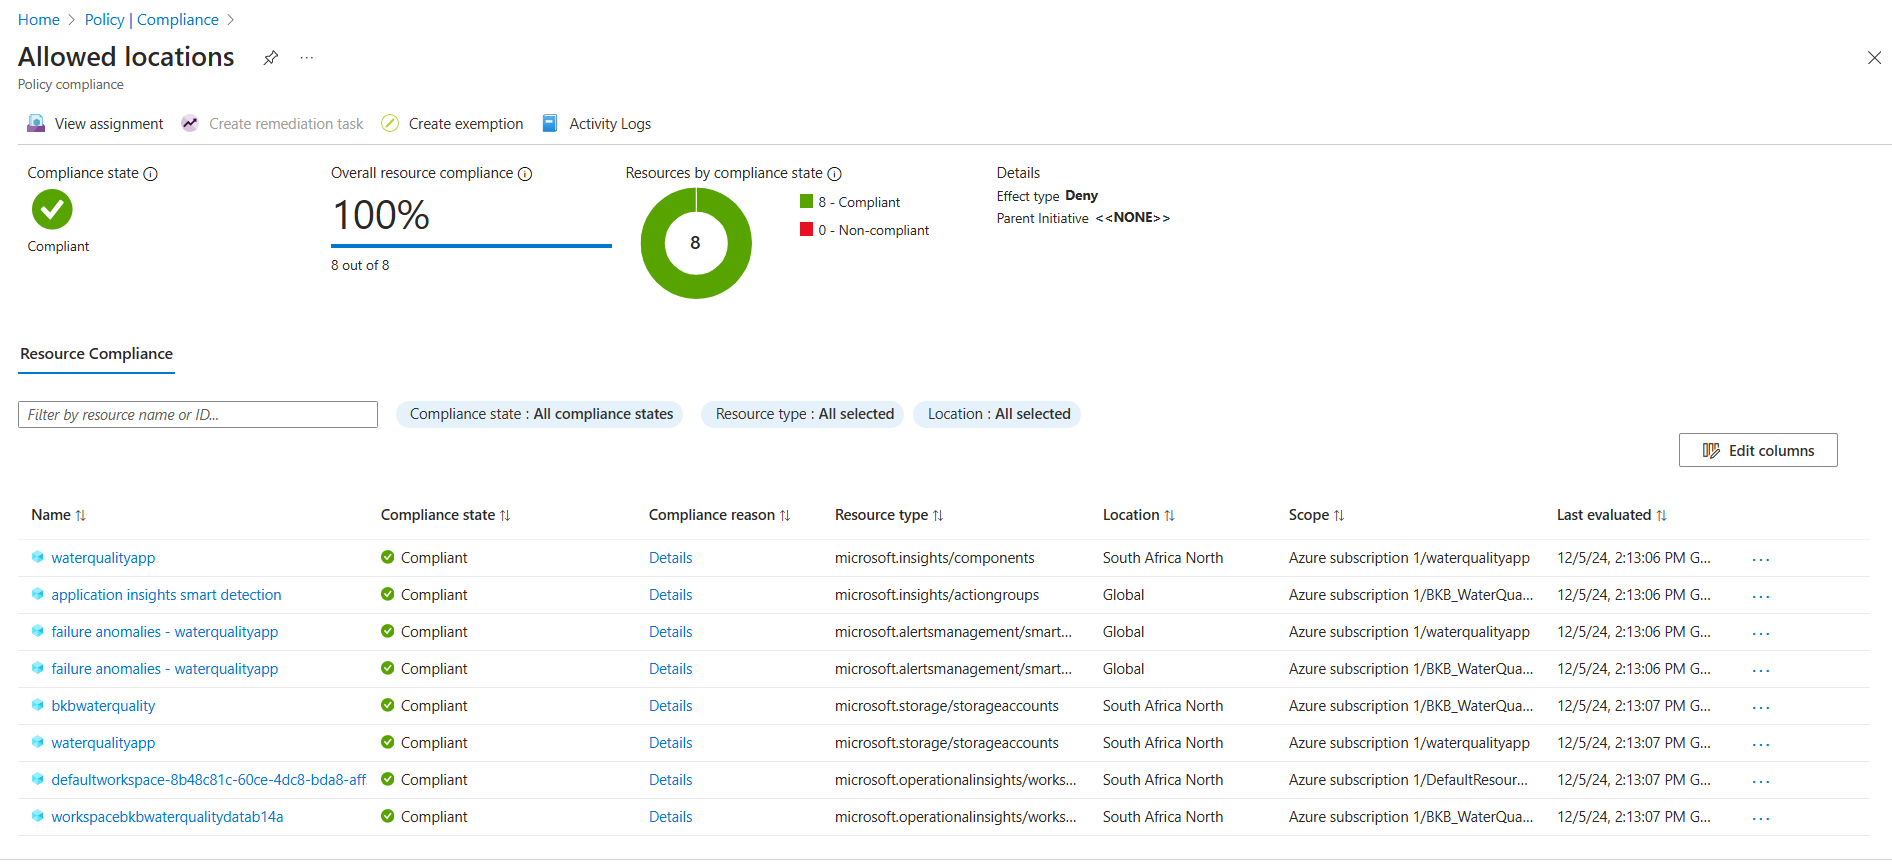 Home > Policy | Compliance >
Allowed locations ...
Policy compliance
View assignment Create remediation task Create exemption Activity Logs
Compliance state Overall resource compliance Resources by compliance state Details
100% 8 - Compliant Effect type Deny
Parent Initiative <<NONE>>
8 0 - Non-compliant
Compliant 8 out of 8
Resource Compliance
Filter by resource name or ID... Compliance state : All compliance states Resource type : All selected Location : All selected
Edit columns
Name Compliance state Compliance reason Resource type Location Scope Last evaluated
waterqualityapp Compliant Details microsoft.insights/components South Africa North Azure subscription 1/waterqualityapp 12/5/24, 2:13:06 PM G... ...
application insights smart detection Compliant Details microsoft.insights/actiongroups Global Azure subscription 1/BKB_WaterQua... 12/5/24, 2:13:06 PM G... ...
failure anomalies - waterqualityapp Compliant Details microsoft.alertsmanagement/smart... Global Azure subscription 1/waterqualityapp 12/5/24, 2:13:06 PM G... ...
failure anomalies - waterqualityapp Compliant Details microsoft.alertsmanagement/smart... Global Azure subscription 1/BKB_WaterQua... 12/5/24, 2:13:06 PM G... ...
bkbwaterquality Compliant Details microsoft.storage/storageaccounts South Africa North Azure subscription 1/BKB_WaterQua... 12/5/24, 2:13:07 PM G... ...
waterqualityapp Compliant Details microsoft.storage/storageaccounts South Africa North Azure subscription 1/waterqualityapp 12/5/24, 2:13:07 PM G... ...
defaultworkspace-8b48c81c-60ce-4dc8-bda8-aff Compliant Details microsoft.operationalinsights/works... South Africa North Azure subscription 1/DefaultResour... 12/5/24, 2:13:07 PM G... ...
workspacebkbwaterqualitydatab14a Compliant Details microsoft.operationalinsights/works... South Africa North Azure subscription 1/BKB_WaterQua... 12/5/24, 2:13:07 PM G... ...